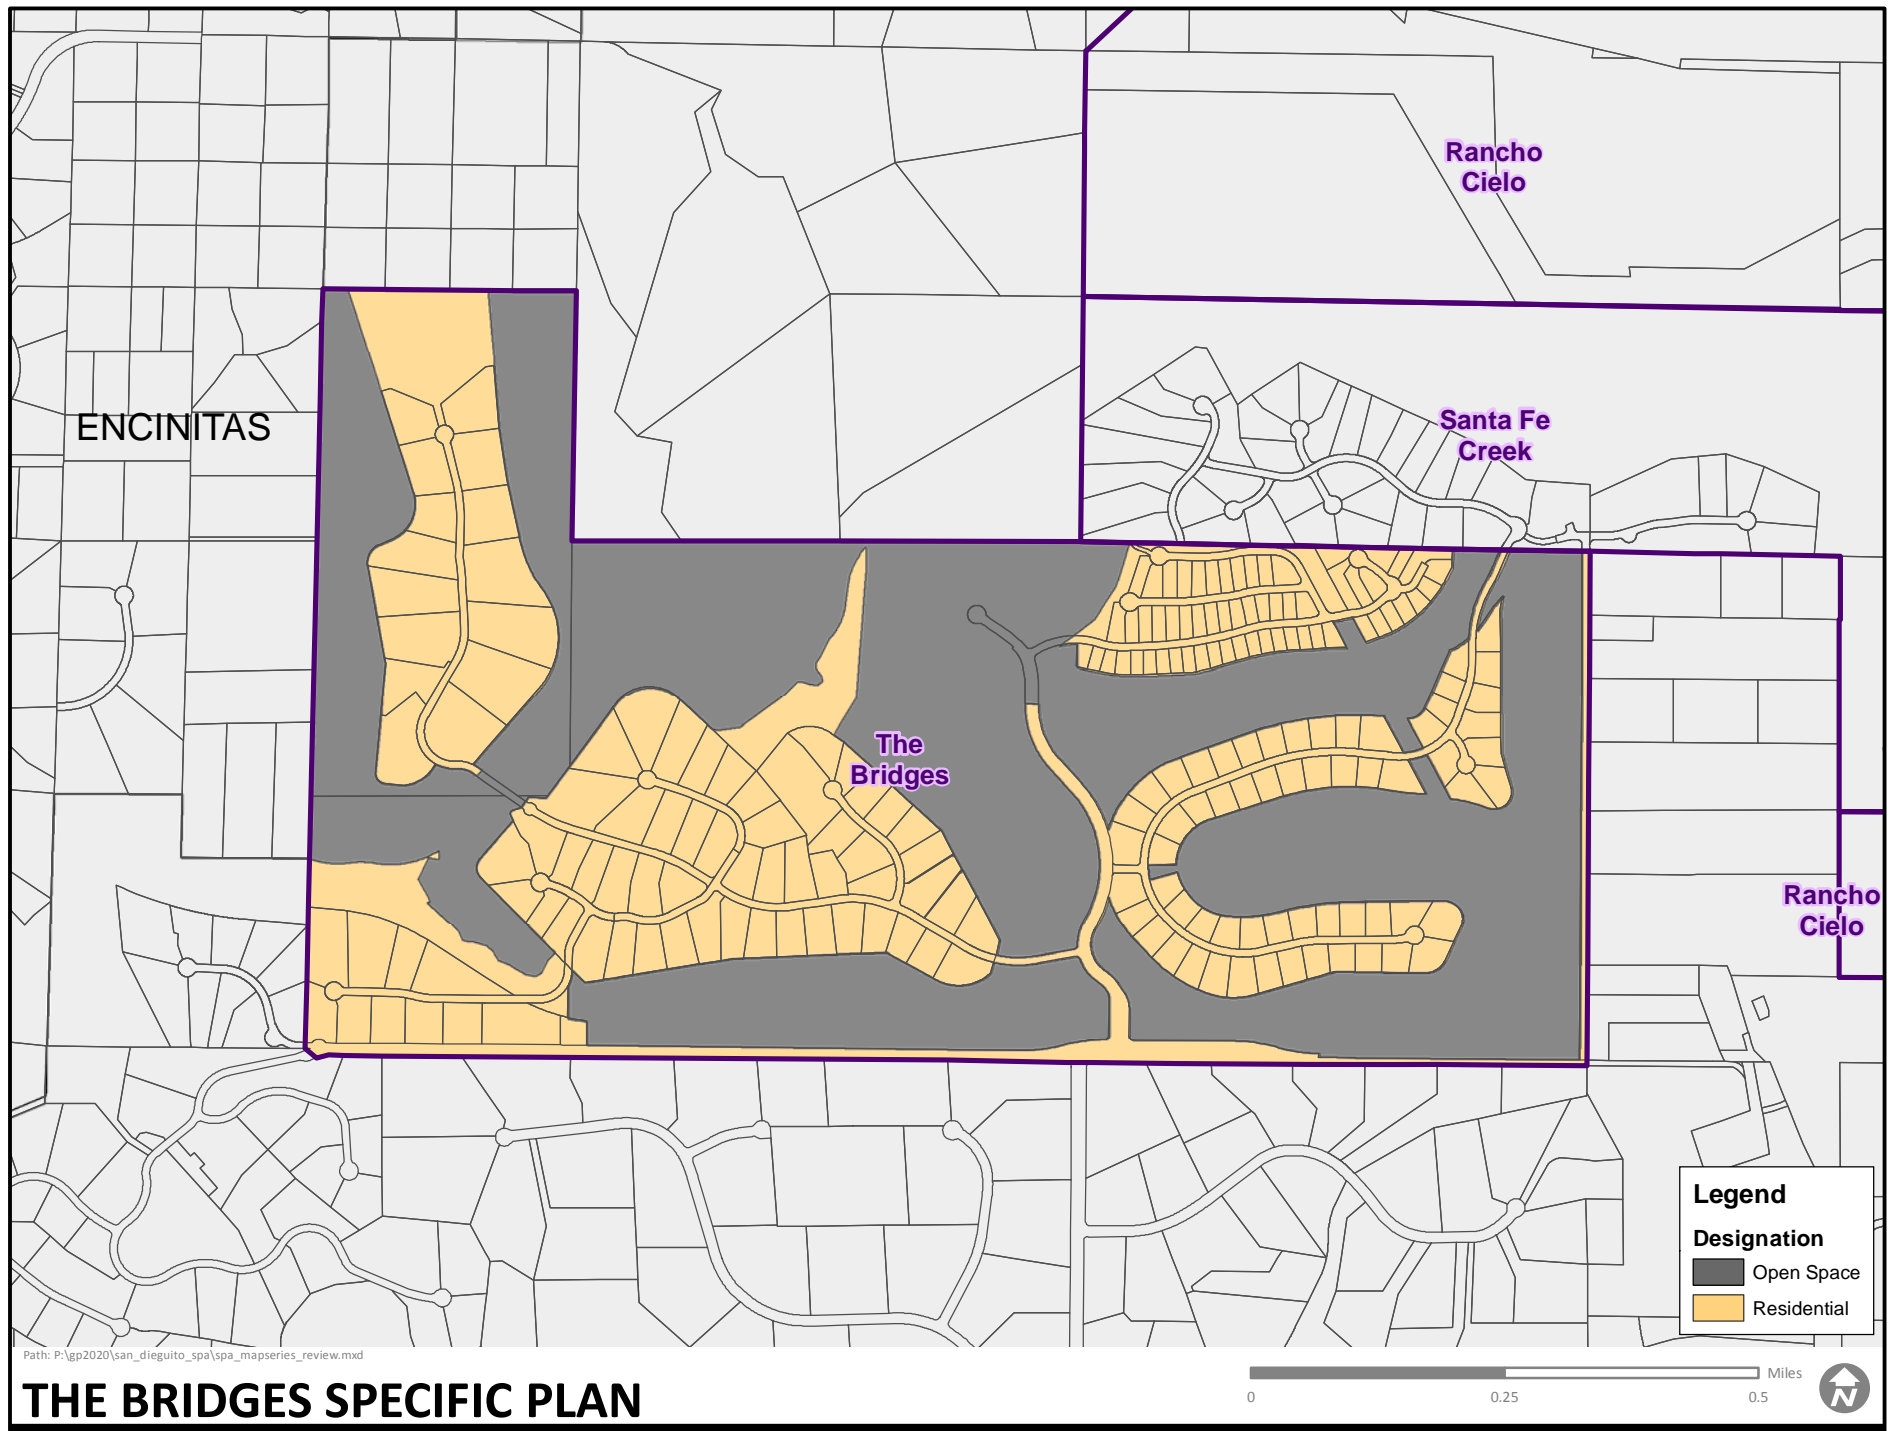 Rancho
Cielo
Santa Fe
Creek
ENCINITAS
The
Bridges
Rancho
Cielo
Legend
Designation
Open Space
Residential
Path: P:\gp2020\san_dieguito_spa\spa_mapseries_review.mxd
THE BRIDGES SPECIFIC PLAN
Miles
0 0.25 0.5
N